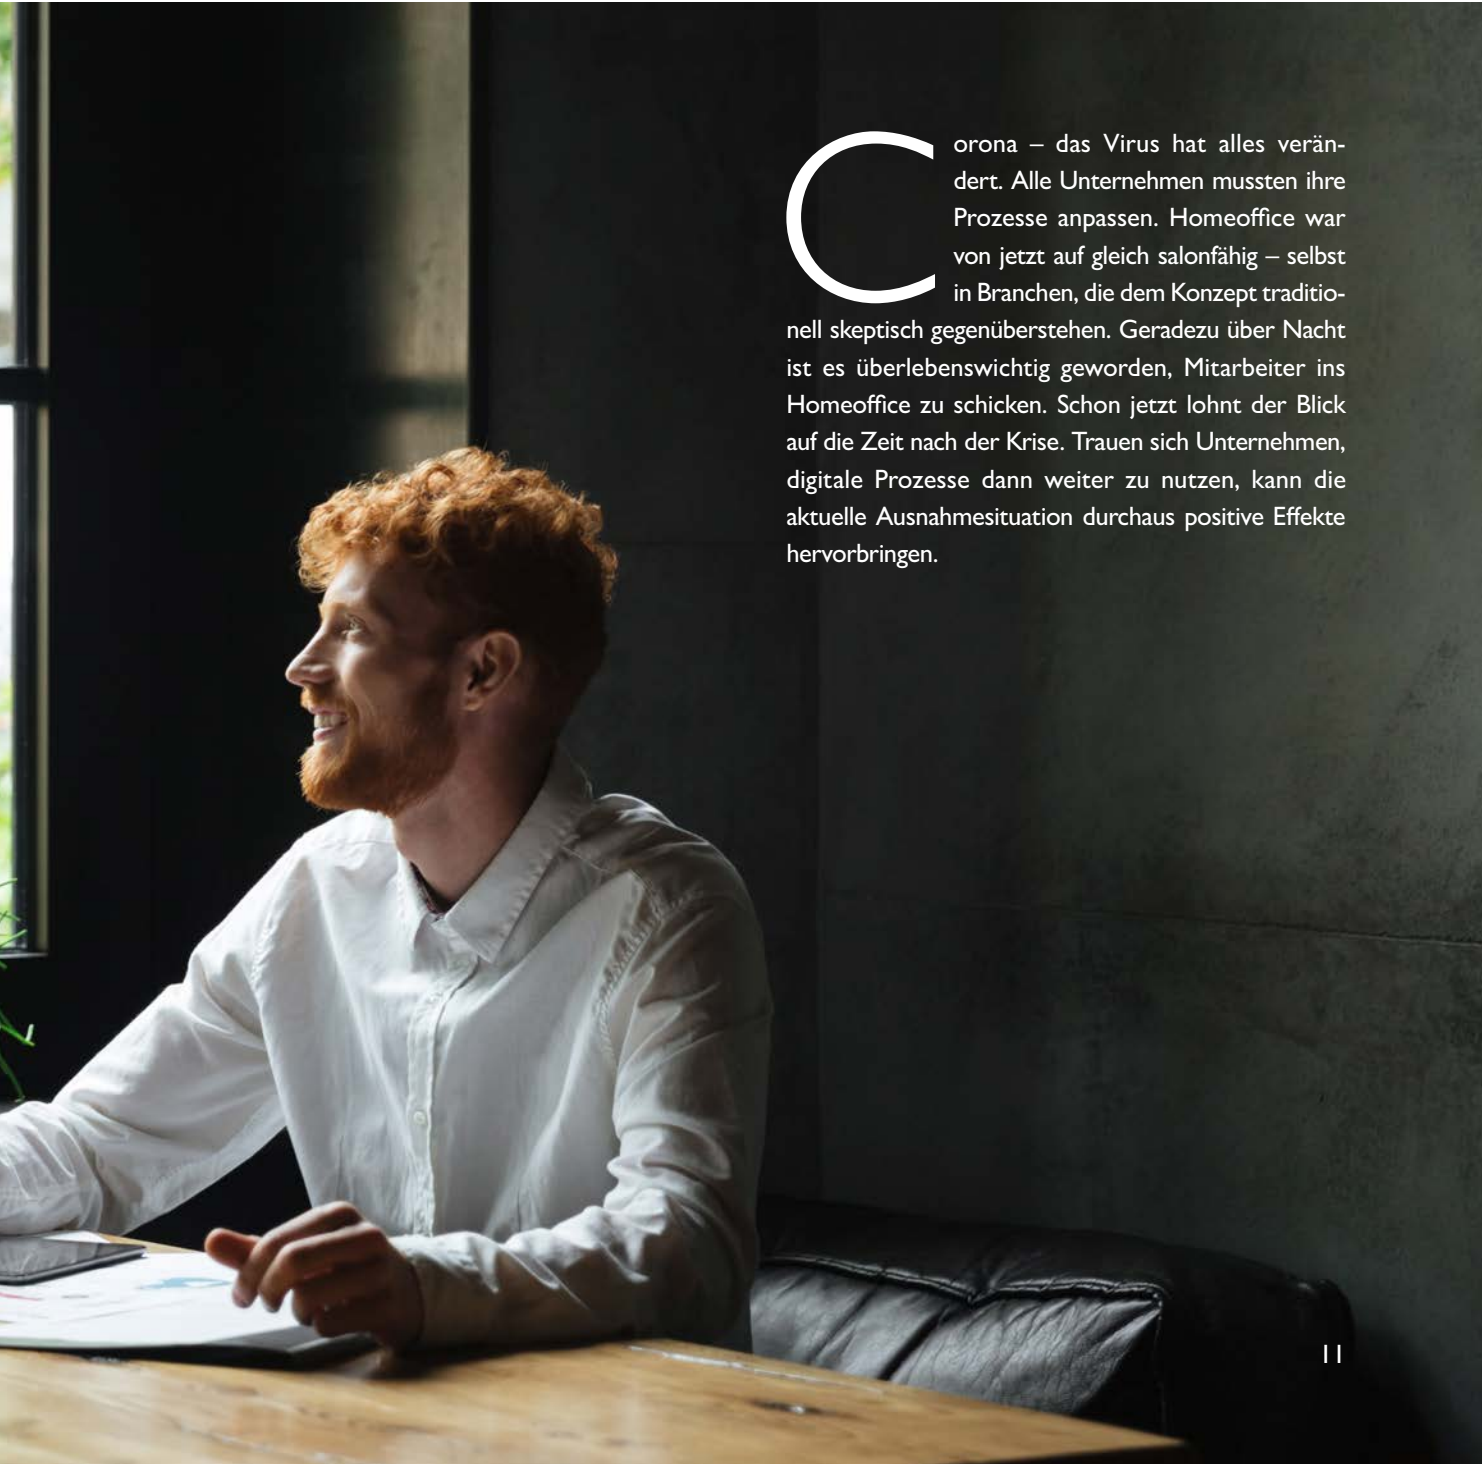 Corona – das Virus hat alles verän-
dert. Alle Unternehmen mussten ihre
Prozesse anpassen. Homeoffice war
von jetzt auf gleich salonfähig – selbst
in Branchen, die dem Konzept traditio-
nell skeptisch gegenüberstehen. Geradezu über Nacht
ist es überlebenswichtig geworden, Mitarbeiter ins
Homeoffice zu schicken. Schon jetzt lohnt der Blick
auf die Zeit nach der Krise. Trauen sich Unternehmen,
digitale Prozesse dann weiter zu nutzen, kann die
aktuelle Ausnahmesituation durchaus positive Effekte
hervorbringen.
11